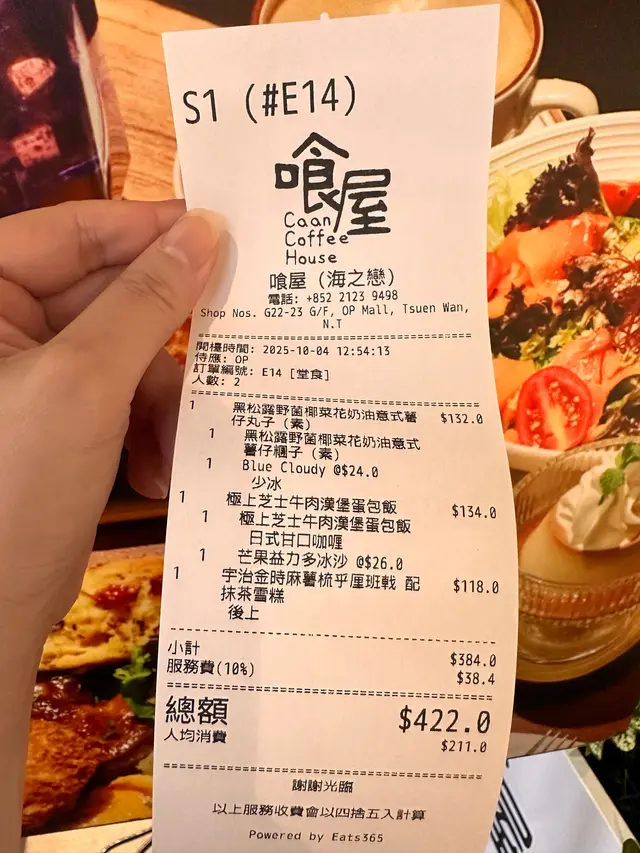 S1 (#E14)
喰屋
Caan
Coffee
House
喰屋 (海之戀)
電話: +852 2123 9498
Shop Nos. G22-23 G/F, OP Mall, Tsuen Wan,
N.T
開檯時間: 2025-10-04 12:54:13
侍應: OP
訂單編號: E14 [堂食]
人數: 2
1 黑松露野菌椰菜花奶油意式薯 $132.0
仔丸子 (素)
1 黑松露野菌椰菜花奶油意式
薯仔糰子 (素)
1 Blue Cloudy @$24.0
少冰
1 極上芝士牛肉漢堡蛋包飯 $134.0
1 極上芝士牛肉漢堡蛋包飯
日式甘口咖喱
1 芒果益力多冰沙 @$26.0
1 宇治金時麻薯梳乎厘班戟 配 $118.0
抹茶雪糕
後上
小計 $384.0
服務費(10%) $38.4
總額 $422.0
人均消費 $211.0
謝謝光臨
以上服務收費會以四捨五入計算
Powered by Eats365